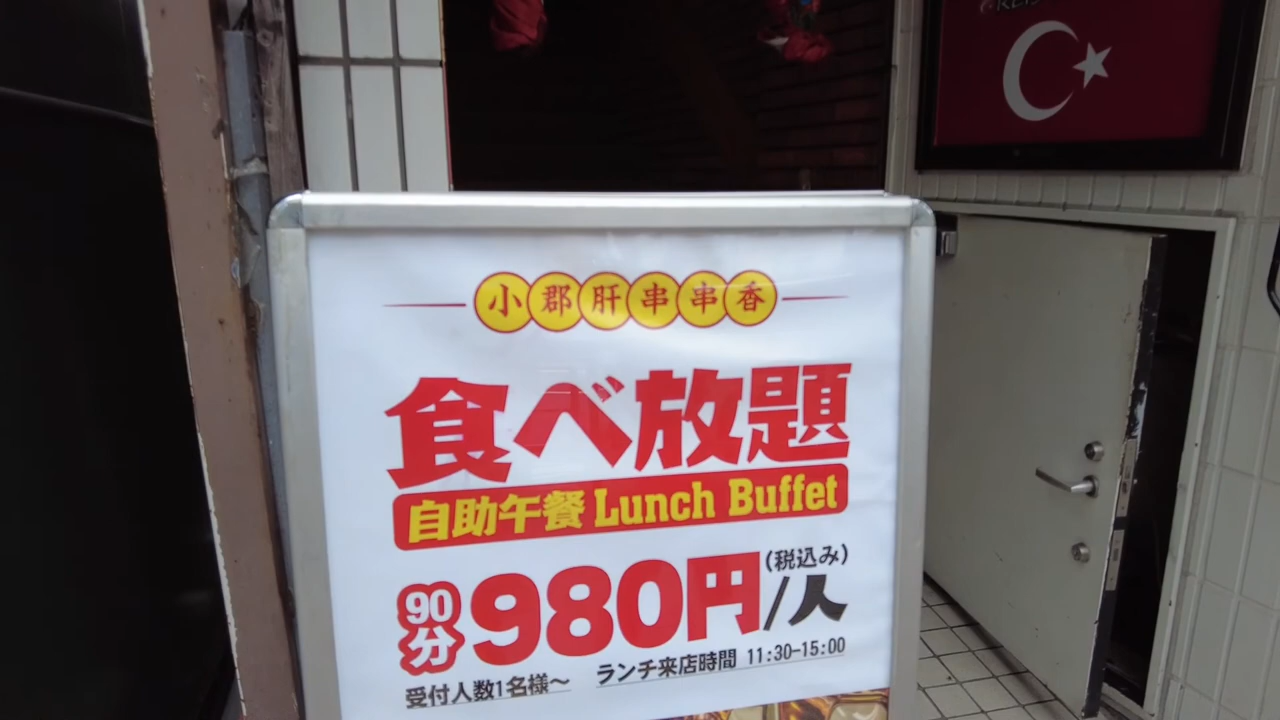 小郡肝串串香
食べ放題
自助午餐 Lunch Buffet
90分 980円/人 (税込み)
受付人数1名様～ ランチ来店時間 11:30-15:00